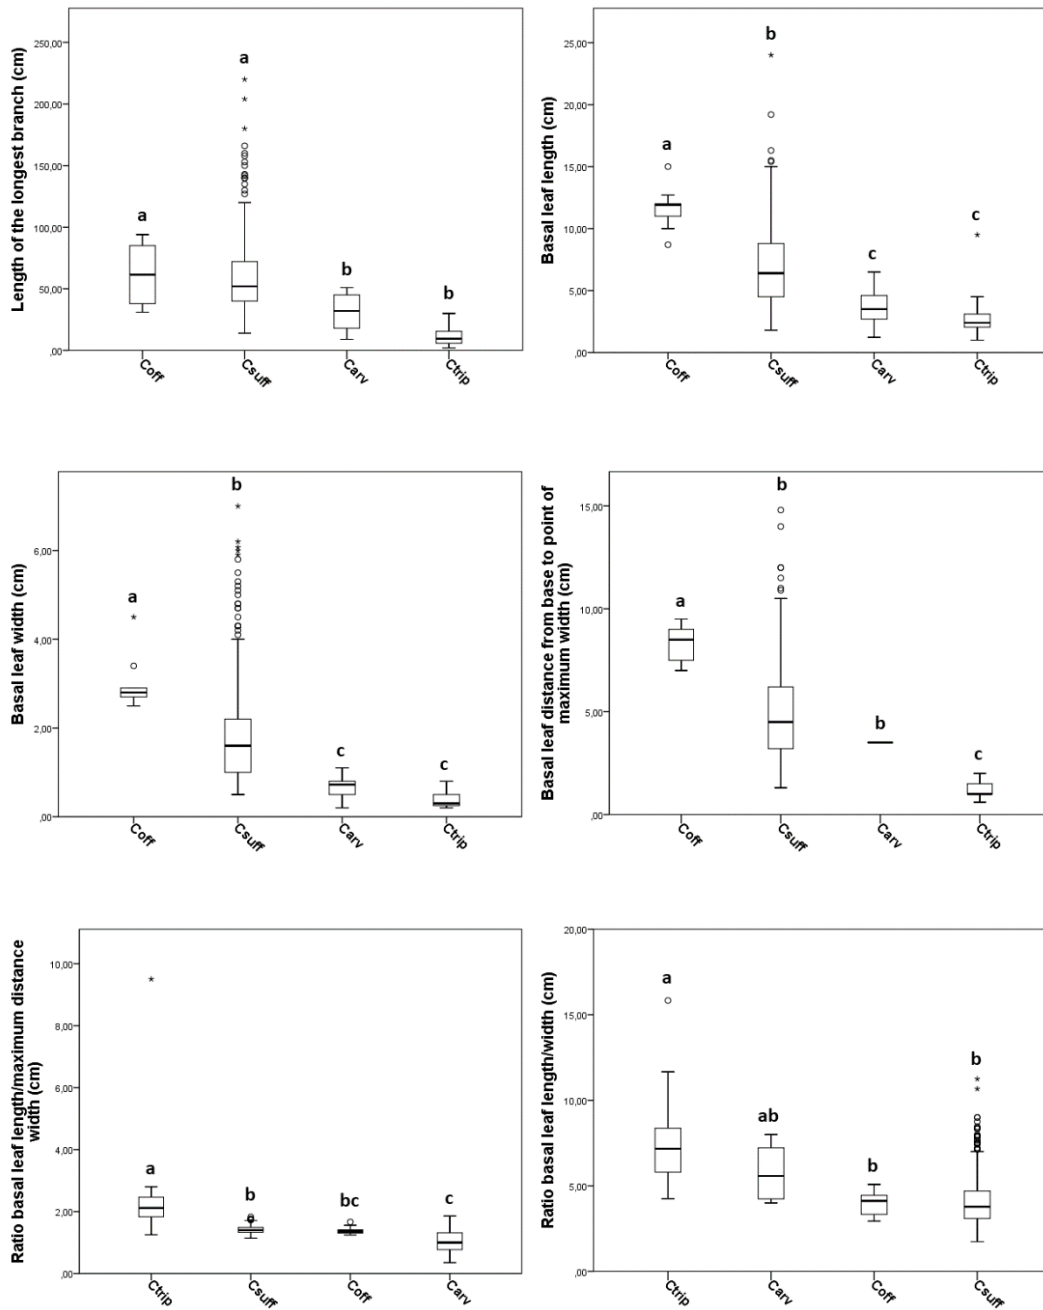 Length of the longest branch (cm)
250,00
200,00
150,00
100,00
50,00
,00
a
a
b
b
Coff
Csuff
Carv
Ctrip
Basal leaf length (cm)
25,00
20,00
15,00
10,00
5,00
,00
a
b
c
c
Coff
Csuff
Carv
Ctrip
Basal leaf width (cm)
6,00
4,00
2,00
,00
a
b
c
c
Coff
Csuff
Carv
Ctrip
Basal leaf distance from base to point of
maximum width (cm)
15,00
10,00
5,00
,00
a
b
b
c
Coff
Csuff
Carv
Ctrip
Ratio basal leaf length/maximum distance
width (cm)
10,00
8,00
6,00
4,00
2,00
,00
a
b
bc
c
Ctrip
Csuff
Coff
Carv
Ratio basal leaf length/width (cm)
20,00
15,00
10,00
5,00
,00
a
ab
b
b
Ctrip
Carv
Coff
Csuff